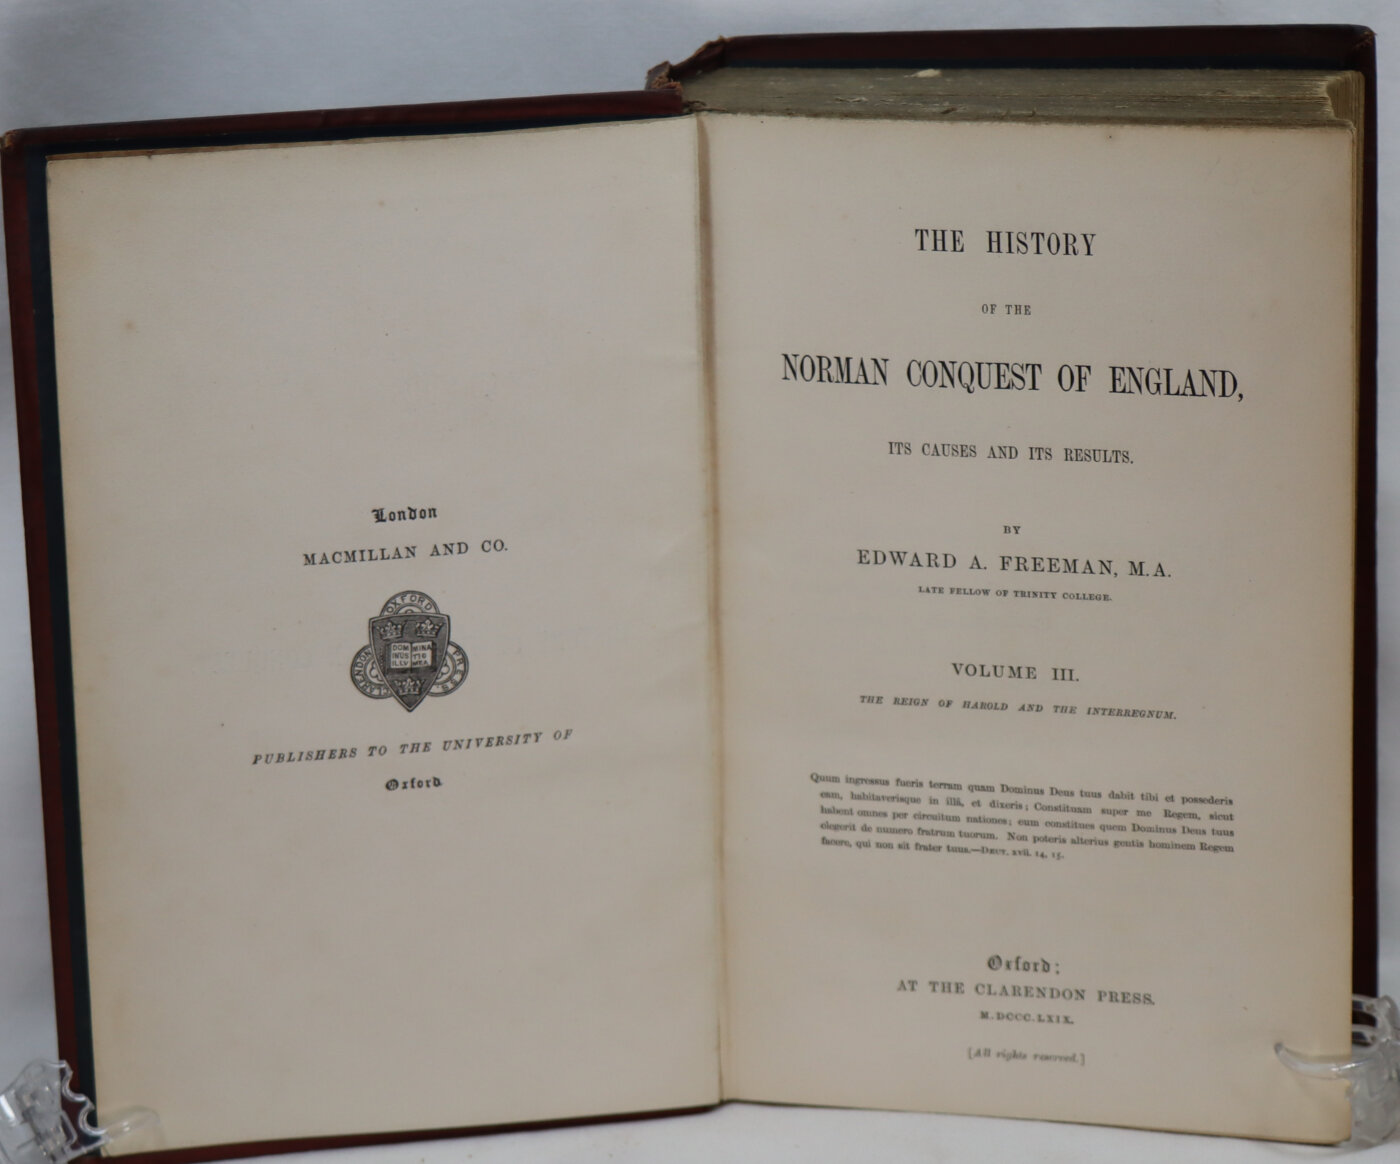 London
MACMILLAN AND CO.
OXFORD
CLARENDON PRESS
DOMI MINA
NUS TIO
ILLV MEA
PUBLISHERS TO THE UNIVERSITY OF
Oxford
THE HISTORY
OF THE
NORMAN CONQUEST OF ENGLAND,
ITS CAUSES AND ITS RESULTS.
BY
EDWARD A. FREEMAN, M.A.
LATE FELLOW OF TRINITY COLLEGE.
VOLUME III.
THE REIGN OF HAROLD AND THE INTERREGNUM.
Quum ingressus fueris terram quam Dominus Deus tuus dabit tibi et possederis
eam, habitaverisque in illâ, et dixeris; Constituam super me Regem, sicut
habent omnes per circuitum nationes; eum constitues quem Dominus Deus tuus
elegerit de numero fratrum tuorum. Non poteris alterius gentis hominem Regem
facere, qui non sit frater tuus.—DEUT. xvii. 14, 15.
Oxford:
AT THE CLARENDON PRESS.
M.DCCC.LXIX.
[All rights reserved.]